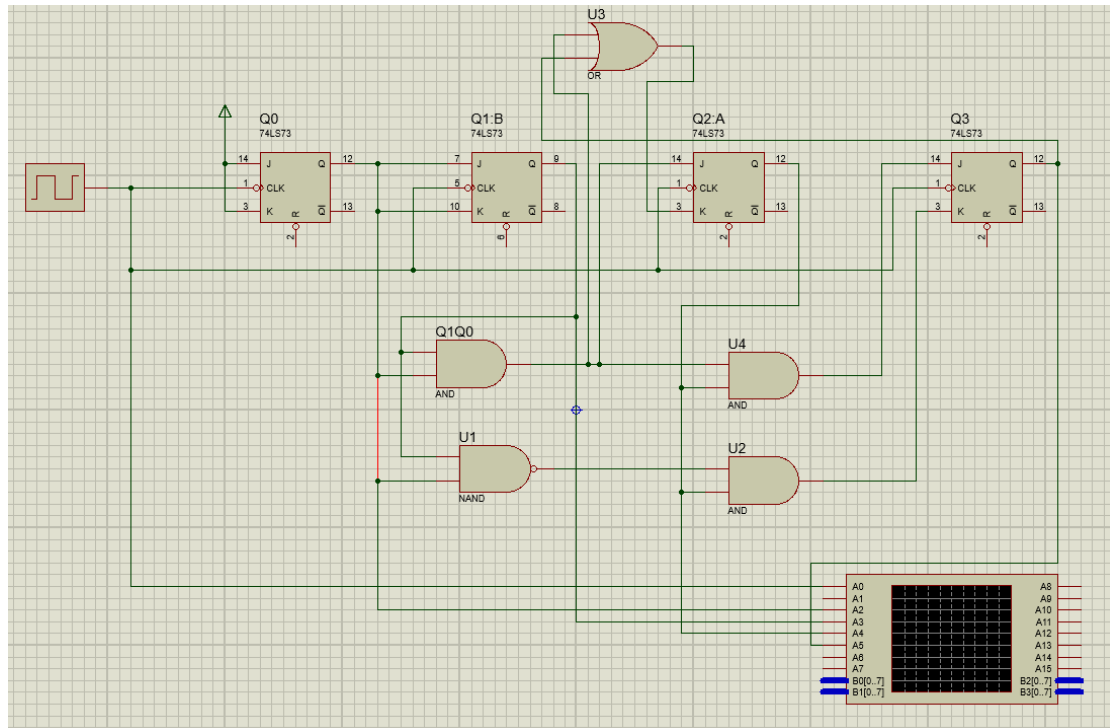 U3
OR
Q0
74LS73
Q1:B
74LS73
Q2:A
74LS73
Q3
74LS73
14 J Q 12
1 CLK
3 K Q 13
R
2
7 J Q 9
5 CLK
10 K Q 8
R
6
14 J Q 12
1 CLK
3 K Q 13
R
2
14 J Q 12
1 CLK
3 K Q 13
R
2
Q1Q0
AND
U4
AND
U1
NAND
U2
AND
A0 A8
A1 A9
A2 A10
A3 A11
A4 A12
A5 A13
A6 A14
A7 A15
B0[0..7] B2[0..7]
B1[0..7] B3[0..7]